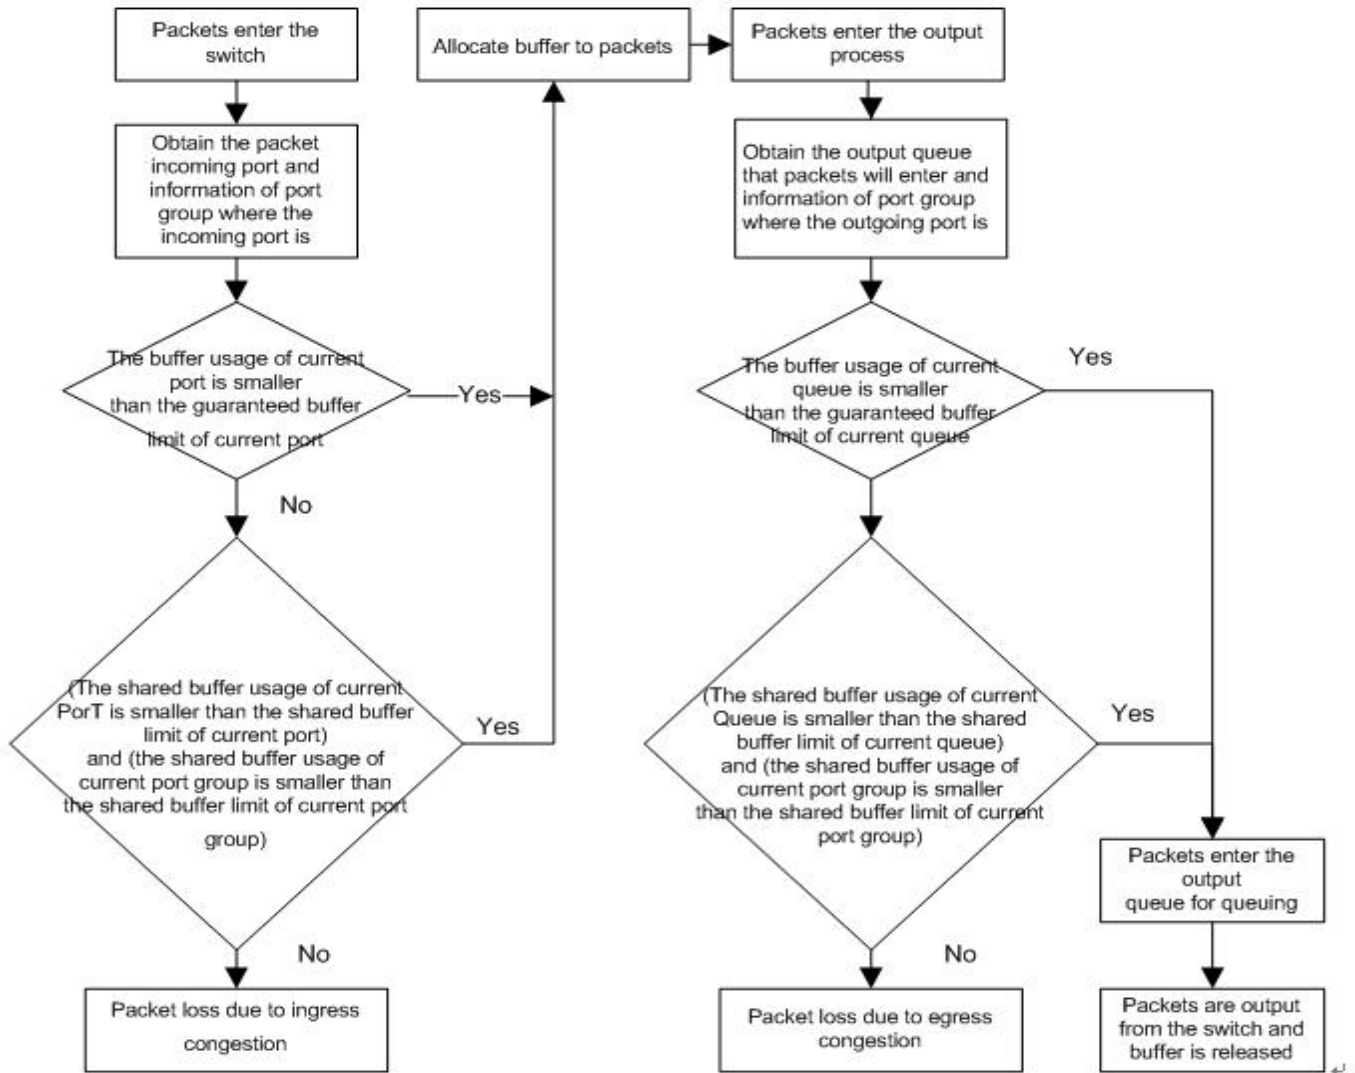 Packets enter the
switch
Obtain the packet
incoming port and
information of port
group where the
incoming port is
The buffer usage of current
port is smaller
than the guaranteed buffer
limit of current port
Yes
No
(The shared buffer usage of current
PorT is smaller than the shared buffer
limit of current port)
and (the shared buffer usage of
current port group is smaller than
the shared buffer limit of current port
group)
Yes
No
Packet loss due to ingress
congestion
Allocate buffer to packets
Packets enter the output
process
Obtain the output queue
that packets will enter and
information of port group
where the outgoing port is
The buffer usage of current
queue is smaller
than the guaranteed buffer
limit of current queue
Yes
(The shared buffer usage of current
Queue is smaller than the shared
buffer limit of current queue)
and (the shared buffer usage of
current port group is smaller
than the shared buffer limit of current
port group)
Yes
No
Packet loss due to egress
congestion
Packets enter the
output
queue for queuing
Packets are output
from the switch and
buffer is released